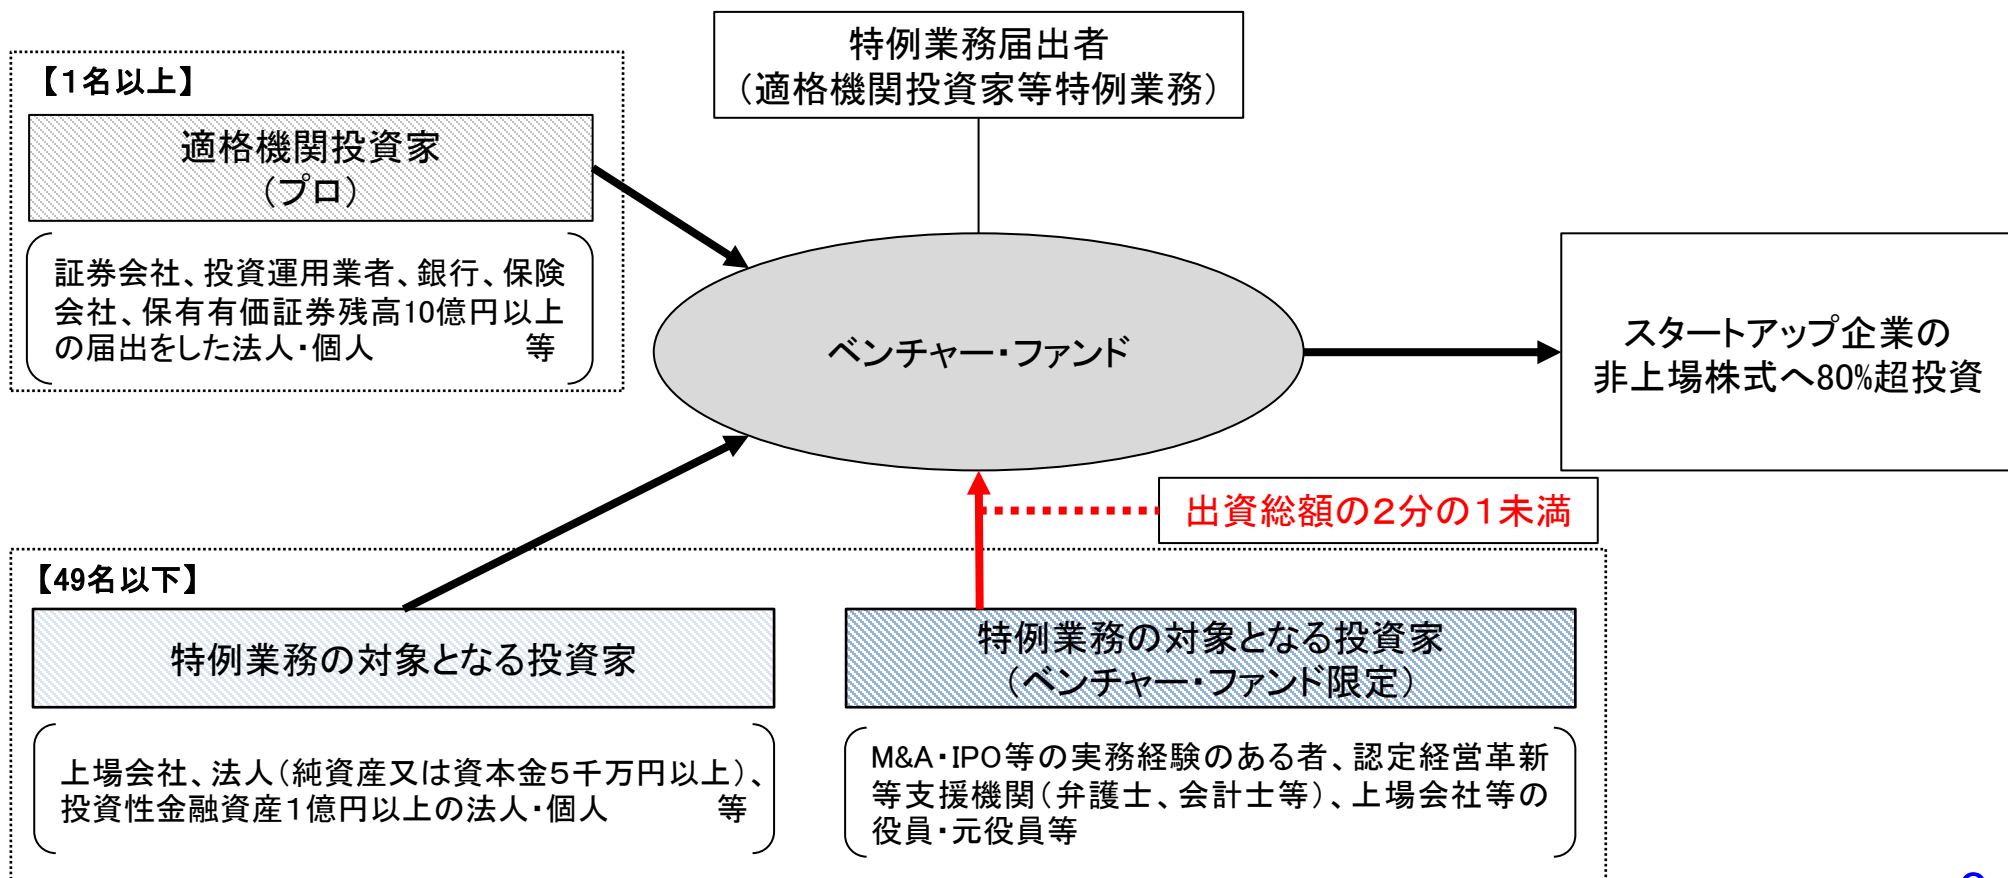 特例業務届出者
（適格機関投資家等特例業務）
【１名以上】
適格機関投資家
（プロ）
証券会社、投資運用業者、銀行、保険
会社、保有有価証券残高10億円以上
の届出をした法人・個人　等
ベンチャー・ファンド
スタートアップ企業の
非上場株式へ80%超投資
出資総額の２分の１未満
【49名以下】
特例業務の対象となる投資家
上場会社、法人（純資産又は資本金５千万円以上）、
投資性金融資産１億円以上の法人・個人　等
特例業務の対象となる投資家
（ベンチャー・ファンド限定）
M&A・IPO等の実務経験のある者、認定経営革新
等支援機関（弁護士、会計士等）、上場会社等の
役員・元役員等